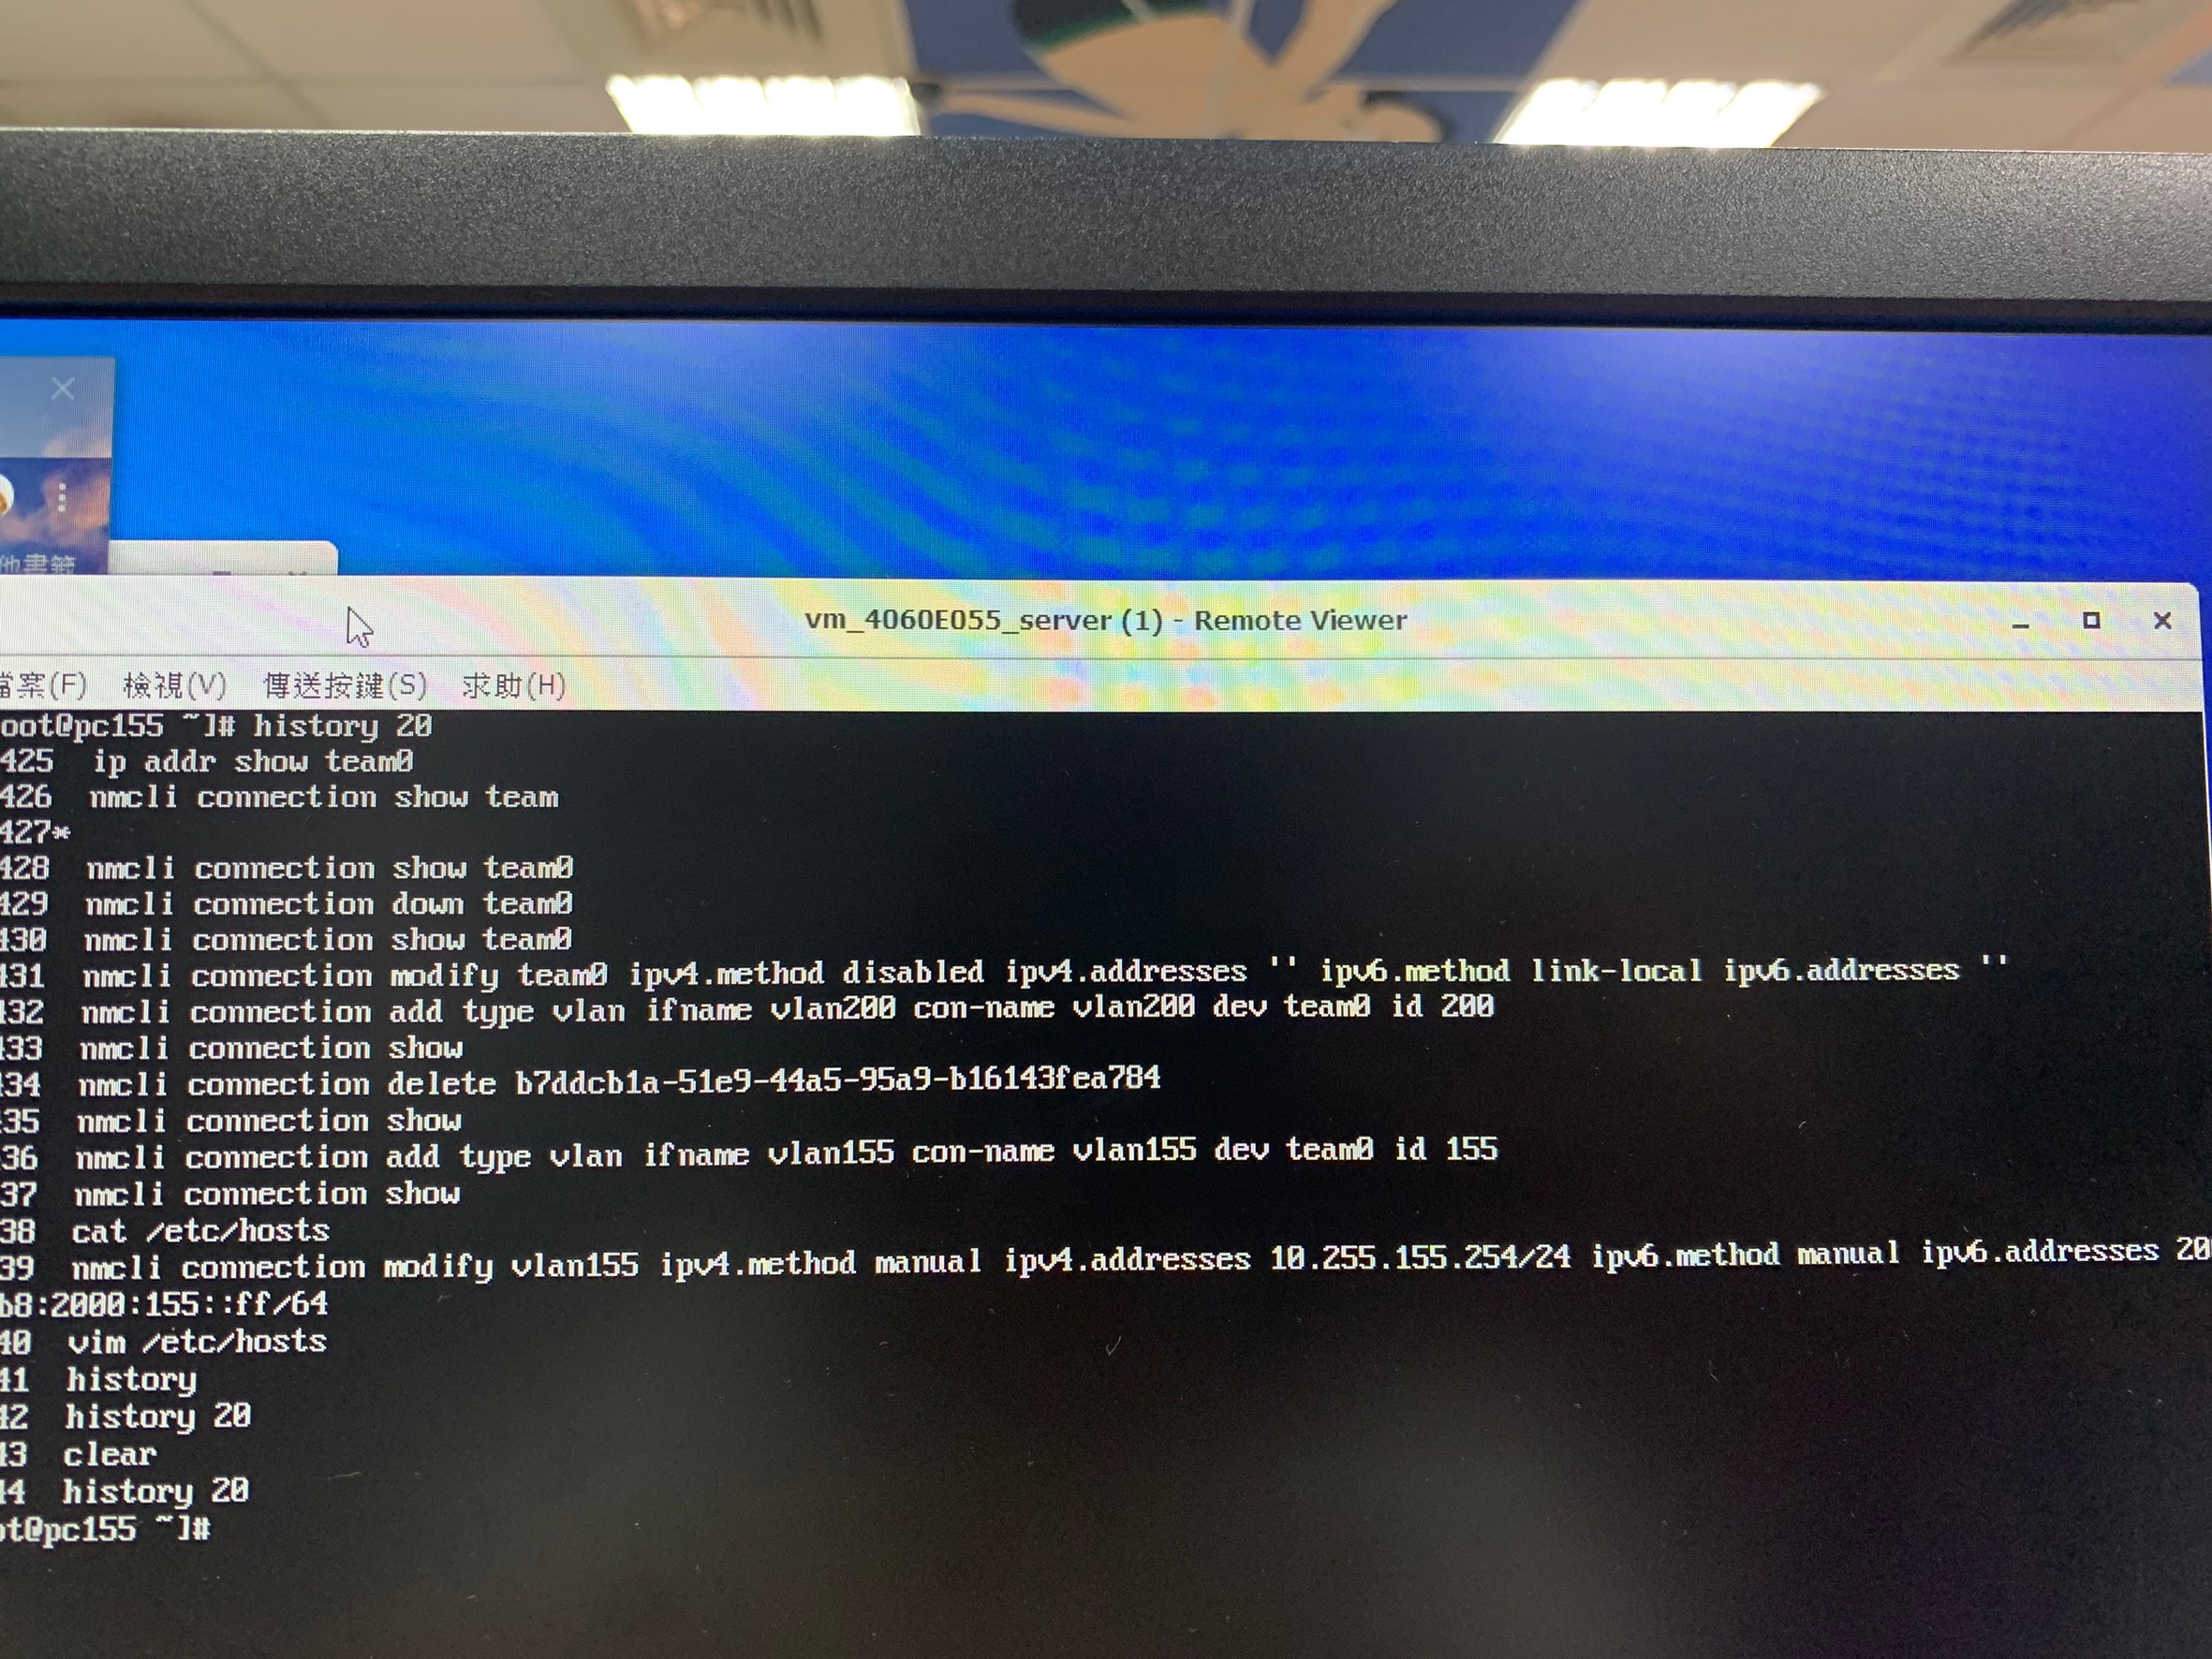 他書籤
vm_4060E055_server (1) - Remote Viewer
檔案(F) 檢視(V) 傳送按鍵(S) 求助(H)
oot@pc155 ~]# history 20
425 ip addr show team0
426 nmcli connection show team
427*
428 nmcli connection show team0
429 nmcli connection down team0
430 nmcli connection show team0
431 nmcli connection modify team0 ipv4.method disabled ipv4.addresses '' ipv6.method link-local ipv6.addresses ''
432 nmcli connection add type vlan ifname vlan200 con-name vlan200 dev team0 id 200
433 nmcli connection show
434 nmcli connection delete b7ddcb1a-51e9-44a5-95a9-b16143fea784
35 nmcli connection show
36 nmcli connection add type vlan ifname vlan155 con-name vlan155 dev team0 id 155
37 nmcli connection show
38 cat /etc/hosts
39 nmcli connection modify vlan155 ipv4.method manual ipv4.addresses 10.255.155.254/24 ipv6.method manual ipv6.addresses 20
b8:2000:155::ff/64
40 vim /etc/hosts
41 history
42 history 20
43 clear
44 history 20
ot@pc155 ~]#